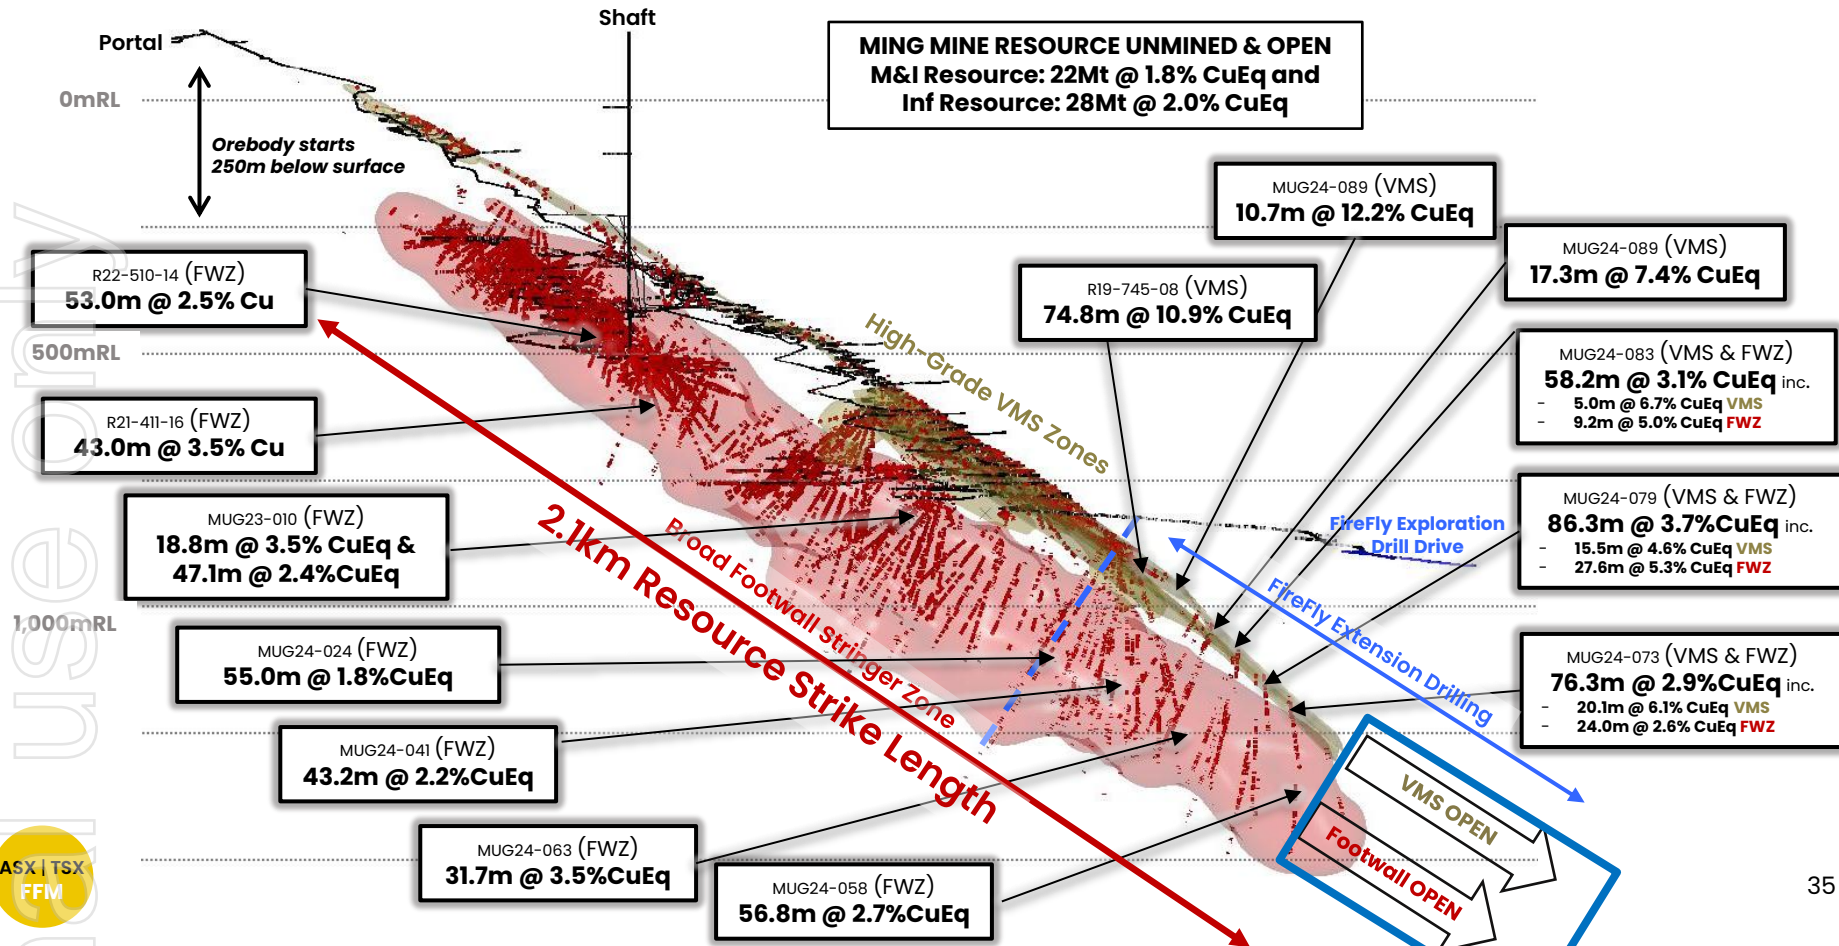 Portal
Shaft
MING MINE RESOURCE UNMINED & OPEN
M&I Resource: 22Mt @ 1.8% CuEq and
Inf Resource: 28Mt @ 2.0% CuEq
0mRL
Orebody starts
250m below surface
MUG24-089 (VMS)
10.7m @ 12.2% CuEq
MUG24-089 (VMS)
17.3m @ 7.4% CuEq
R22-510-14 (FWZ)
53.0m @ 2.5% Cu
R19-745-08 (VMS)
74.8m @ 10.9% CuEq
500mRL
High-Grade VMS Zones
MUG24-083 (VMS & FWZ)
58.2m @ 3.1% CuEq inc.
- 5.0m @ 6.7% CuEq VMS
- 9.2m @ 5.0% CuEq FWZ
R21-411-16 (FWZ)
43.0m @ 3.5% Cu
MUG24-079 (VMS & FWZ)
86.3m @ 3.7%CuEq inc.
- 15.5m @ 4.6% CuEq VMS
- 27.6m @ 5.3% CuEq FWZ
MUG23-010 (FWZ)
18.8m @ 3.5% CuEq &
47.1m @ 2.4%CuEq
FireFly Exploration
Drill Drive
2.1km Resource Strike Length
Broad Footwall Stringer Zone
FireFly Extension Drilling
1,000mRL
MUG24-024 (FWZ)
55.0m @ 1.8%CuEq
MUG24-073 (VMS & FWZ)
76.3m @ 2.9%CuEq inc.
- 20.1m @ 6.1% CuEq VMS
- 24.0m @ 2.6% CuEq FWZ
MUG24-041 (FWZ)
43.2m @ 2.2%CuEq
VMS OPEN
Footwall OPEN
MUG24-063 (FWZ)
31.7m @ 3.5%CuEq
MUG24-058 (FWZ)
56.8m @ 2.7%CuEq
ASX | TSX
FFM
35
use only